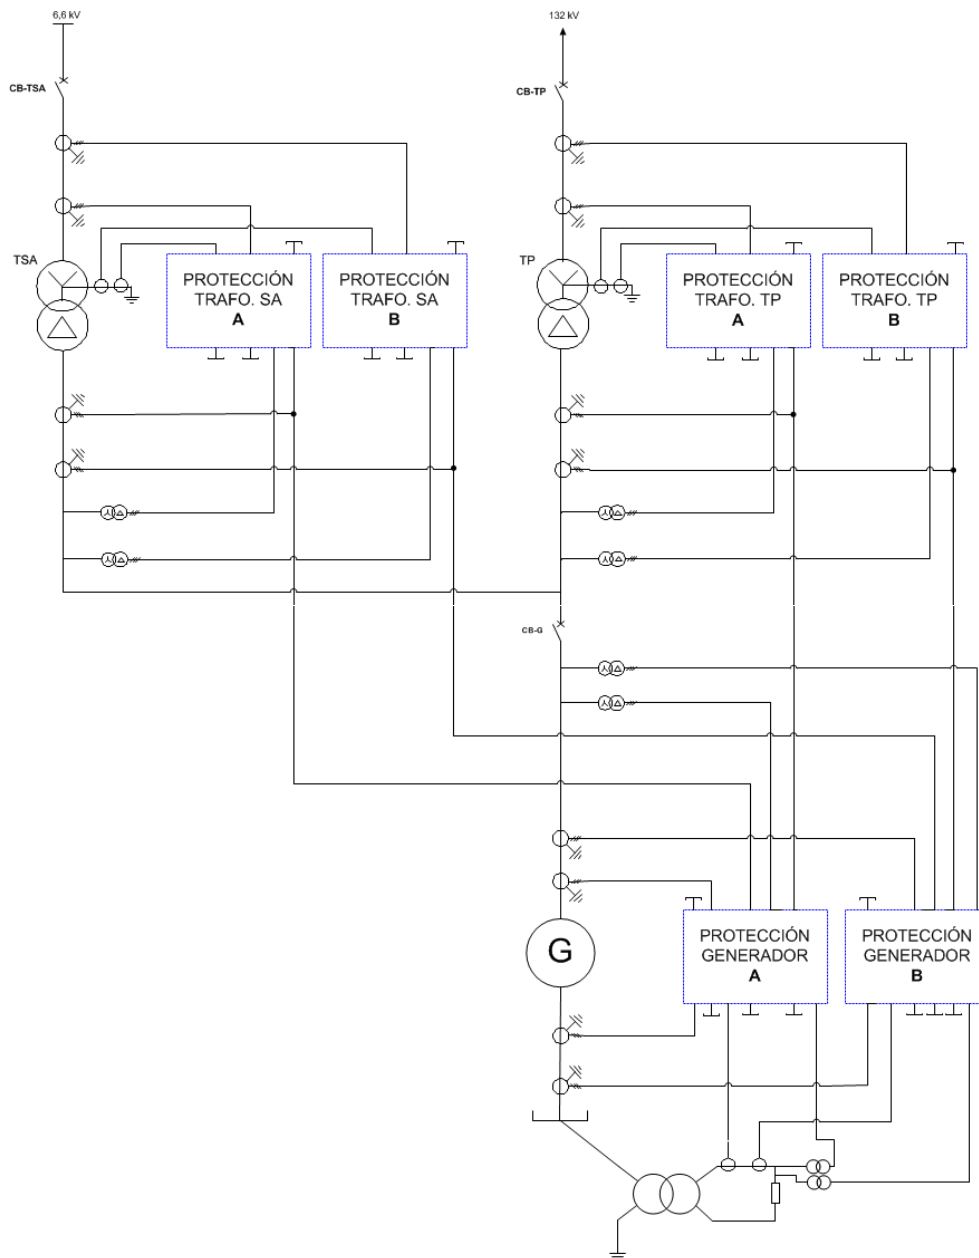 6,6 kV
132 kV
CB-TSA
CB-TP
TSA
TP
PROTECCIÓN
TRAFO. SA
A
PROTECCIÓN
TRAFO. SA
B
PROTECCIÓN
TRAFO. TP
A
PROTECCIÓN
TRAFO. TP
B
CB-G
G
PROTECCIÓN
GENERADOR
A
PROTECCIÓN
GENERADOR
B